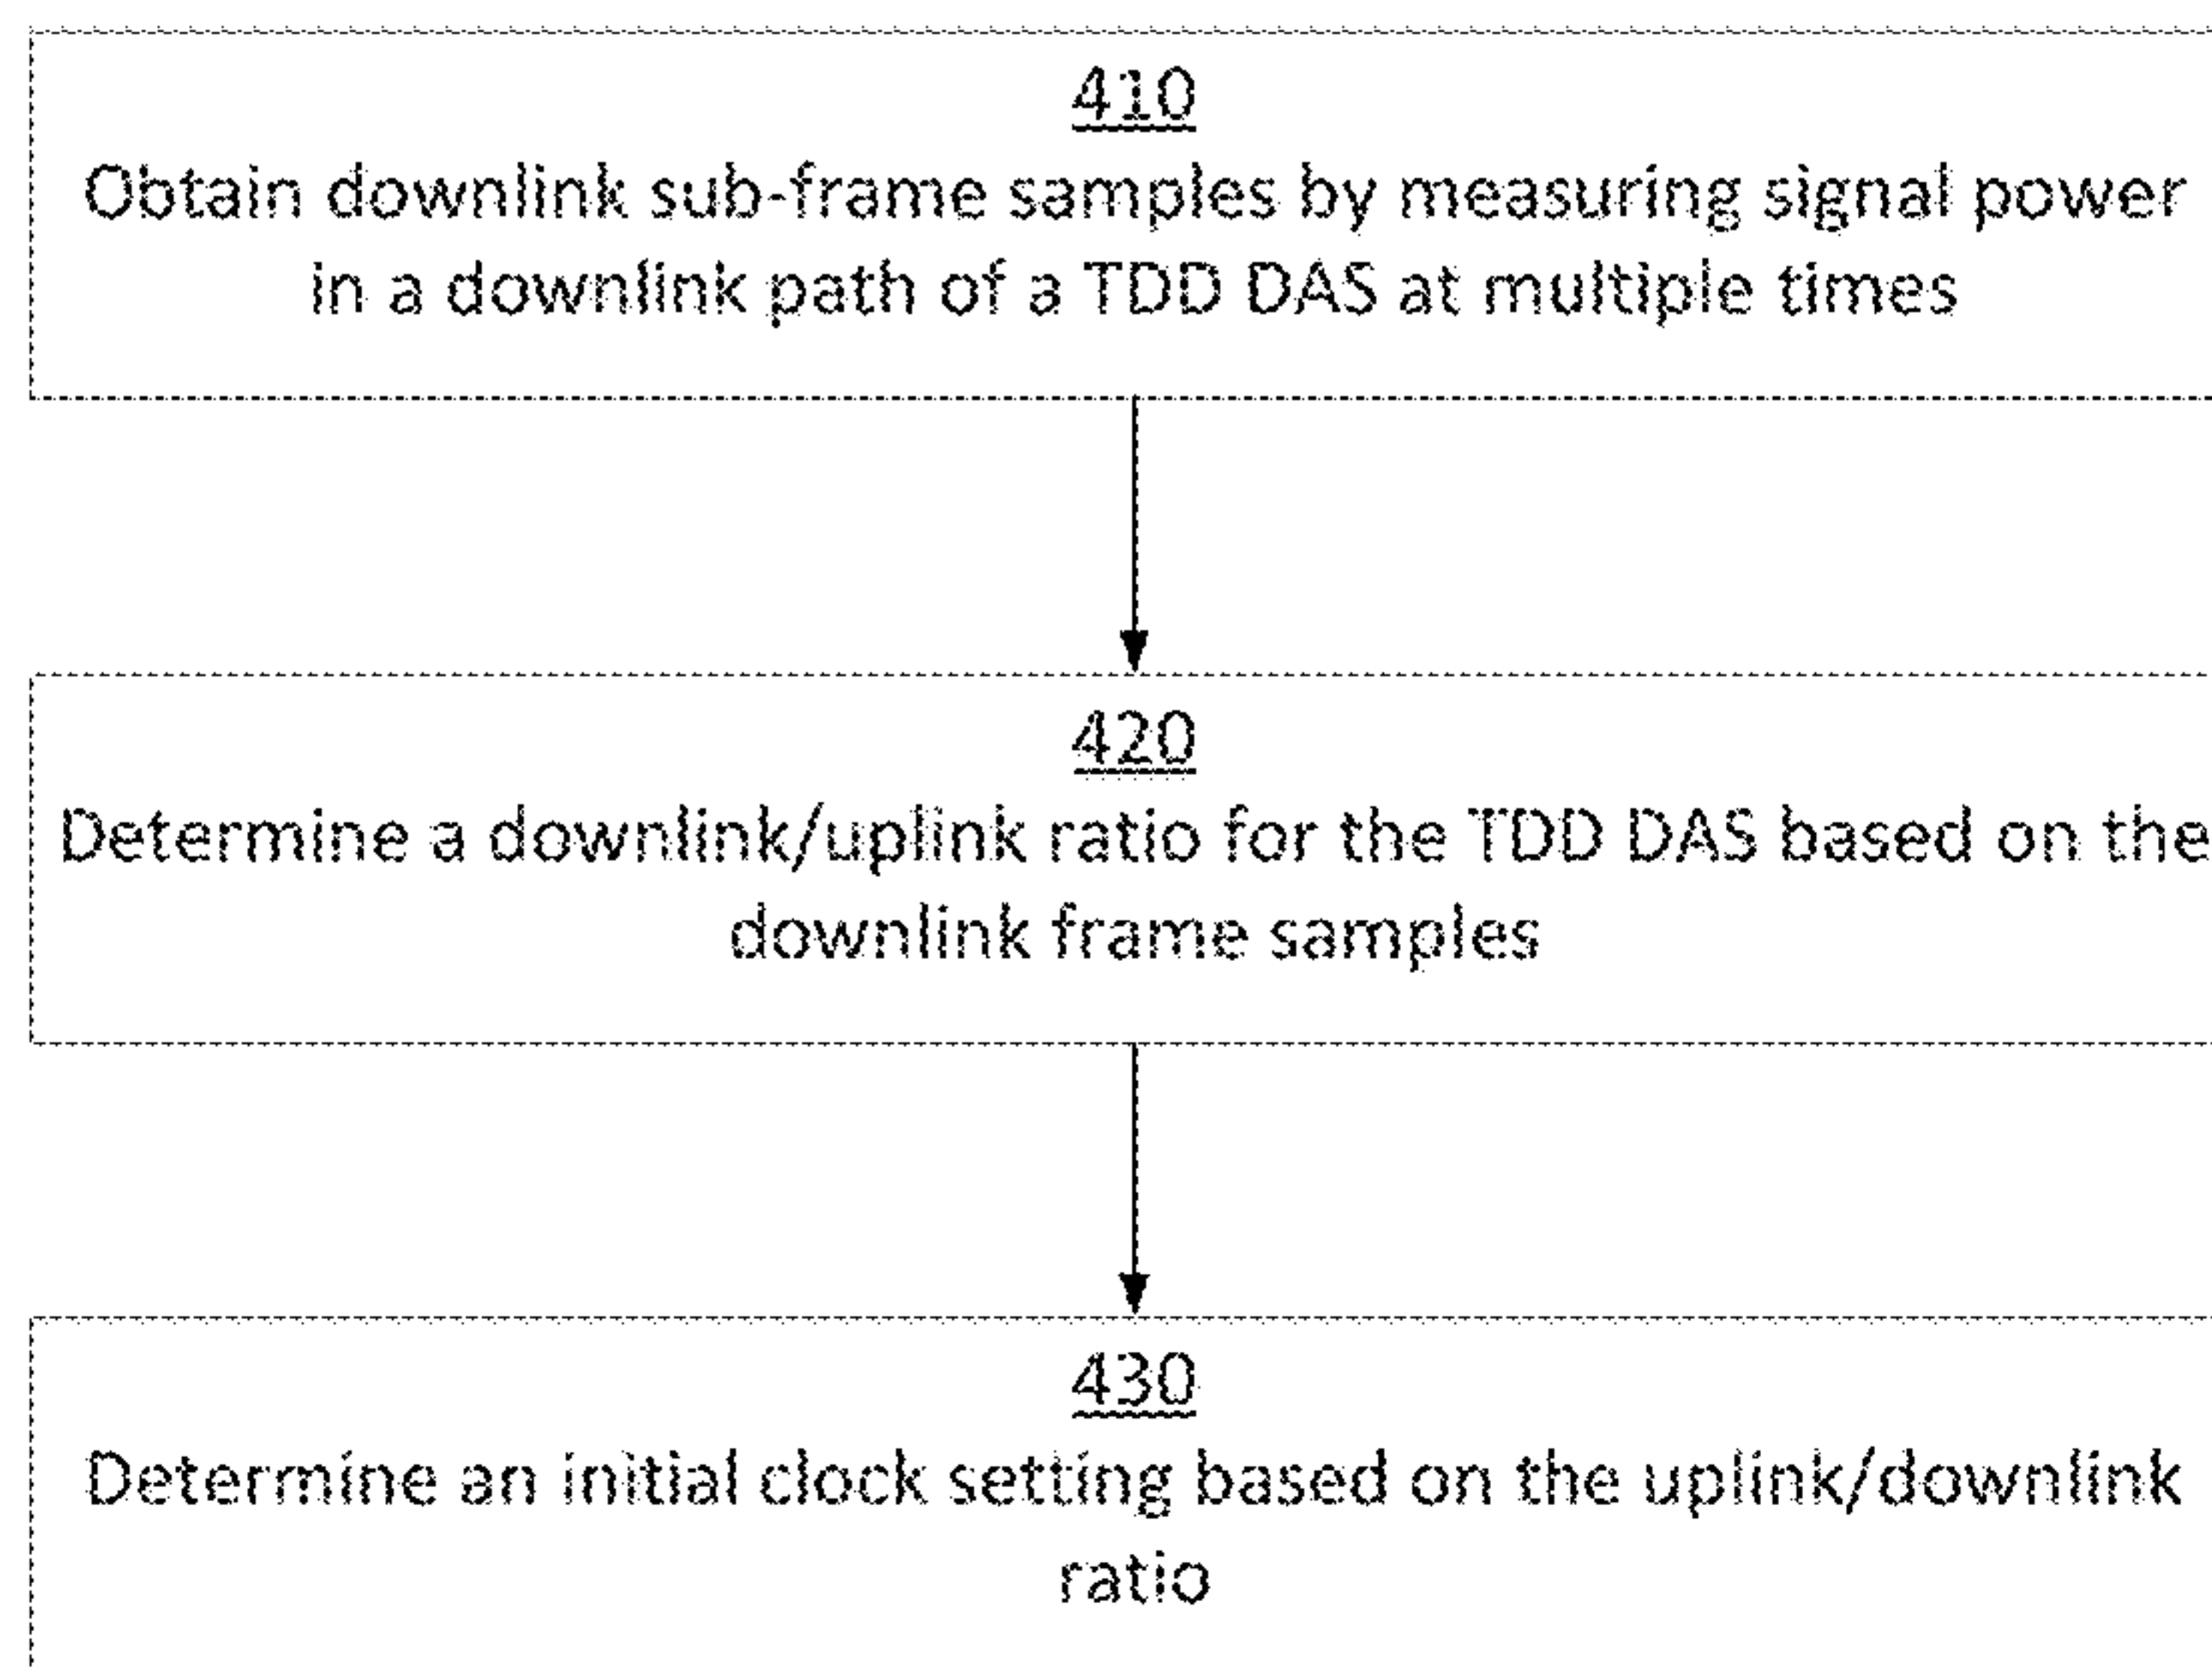 410
Obtain downlink sub-frame samples by measuring signal power
in a downlink path of a TDD DAS at multiple times
420
Determine a downlink/uplink ratio for the TDD DAS based on the
downlink frame samples
430
Determine an initial clock setting based on the uplink/downlink
ratio